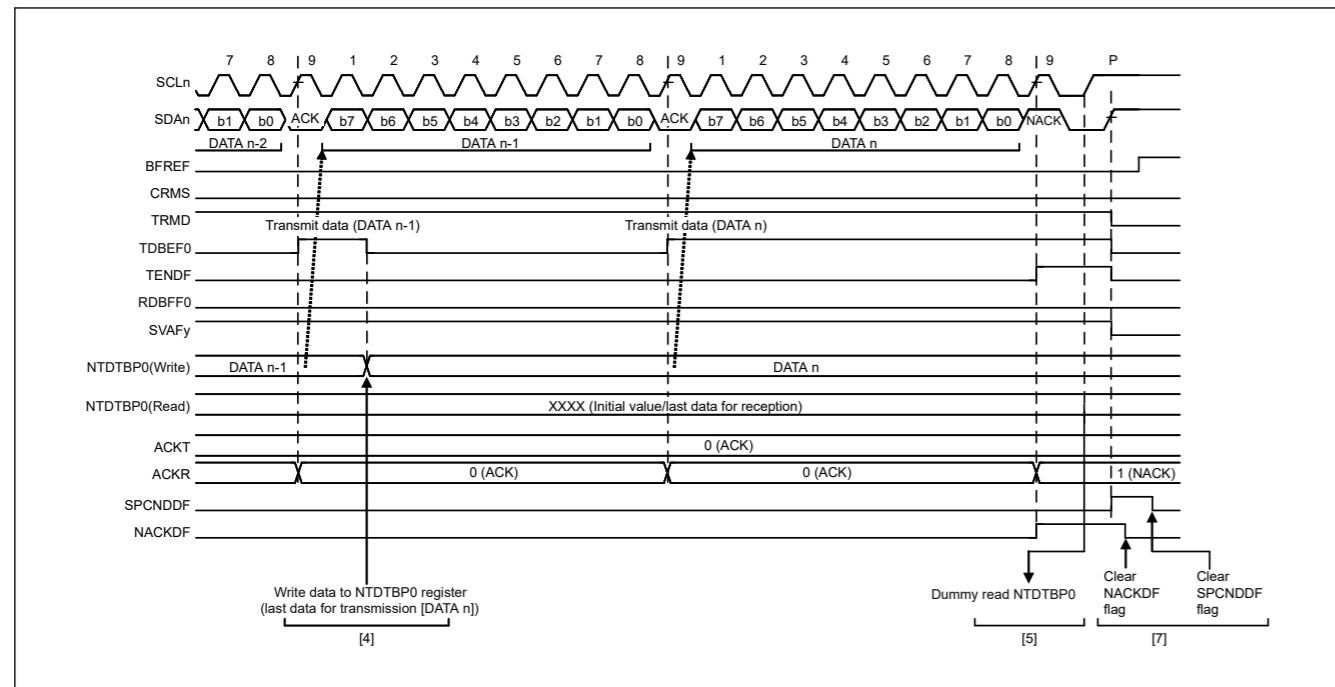 7 8 9 1 2 3 4 5 6 7 8 9 1 2 3 4 5 6 7 8 9 P
SCLn
SDAn b1 b0 ACK b7 b6 b5 b4 b3 b2 b1 b0 ACK b7 b6 b5 b4 b3 b2 b1 b0 NACK
DATA n-2 DATA n-1 DATA n
BFREF
CRMS
TRMD
Transmit data (DATA n-1) Transmit data (DATA n)
TDBEF0
TENDF
RDBFF0
SVAFy
NTDTBP0(Write) DATA n-1 DATA n
NTDTBP0(Read) XXXX (Initial value/last data for reception)
ACKT 0 (ACK)
ACKR 0 (ACK) 0 (ACK) 1 (NACK)
SPCNDDF
NACKDF
Write data to NTDTBP0 register
(last data for transmission [DATA n])
[4]
Dummy read NTDTBP0
[5]
Clear
NACKDF
flag
Clear
SPCNDDF
flag
[7]